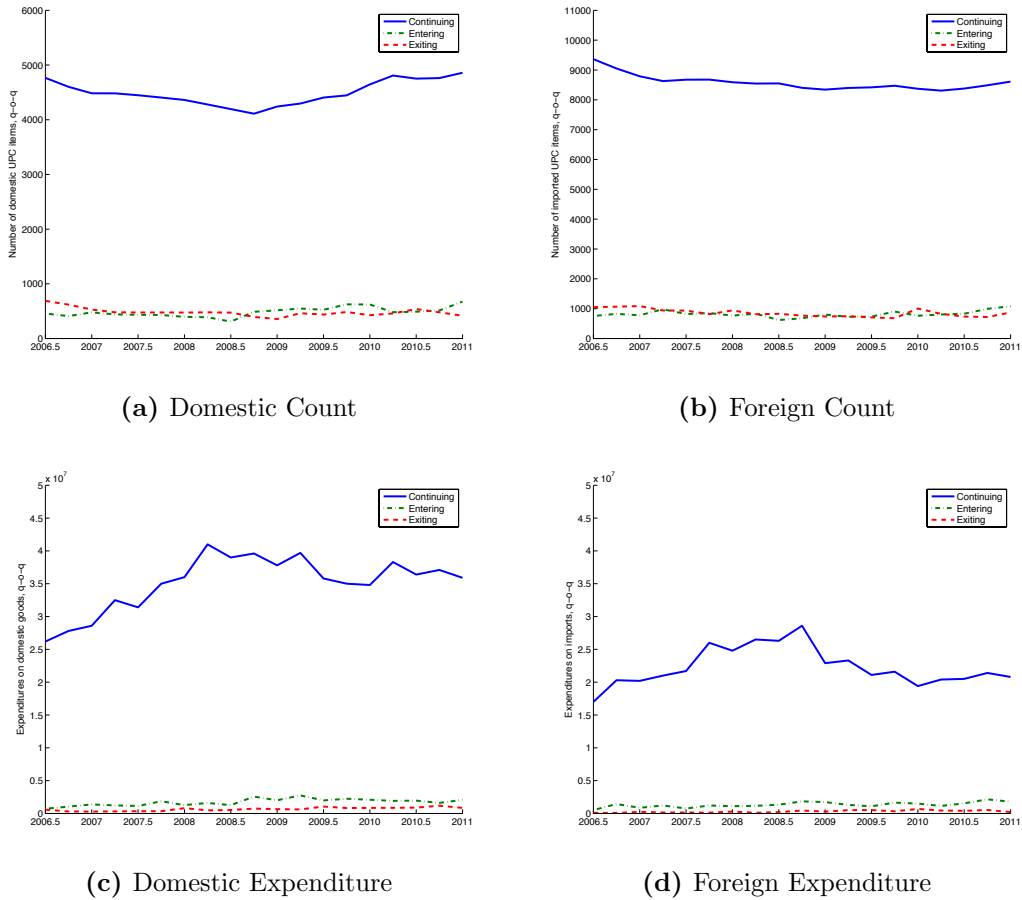 6000
5000
4000
3000
2000
1000
0
Number of domestic UPC items, q−o−q
Continuing
Entering
Exiting
2006.5 2007 2007.5 2008 2008.5 2009 2009.5 2010 2010.5 2011
(a) Domestic Count
11000
10000
9000
8000
7000
6000
5000
4000
3000
2000
1000
0
Number of imported UPC items, q−o−q
Continuing
Entering
Exiting
2006.5 2007 2007.5 2008 2008.5 2009 2009.5 2010 2010.5 2011
(b) Foreign Count
x 10^7
5
4.5
4
3.5
3
2.5
2
1.5
1
0.5
0
Expenditures on domestic goods, q−o−q
Continuing
Entering
Exiting
2006.5 2007 2007.5 2008 2008.5 2009 2009.5 2010 2010.5 2011
(c) Domestic Expenditure
x 10^7
5
4.5
4
3.5
3
2.5
2
1.5
1
0.5
0
Expenditures on imports, q−o−q
Continuing
Entering
Exiting
2006.5 2007 2007.5 2008 2008.5 2009 2009.5 2010 2010.5 2011
(d) Foreign Expenditure